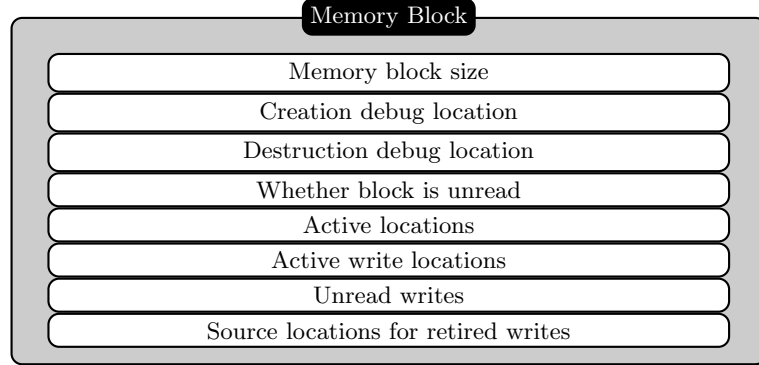 Memory Block
Memory block size
Creation debug location
Destruction debug location
Whether block is unread
Active locations
Active write locations
Unread writes
Source locations for retired writes